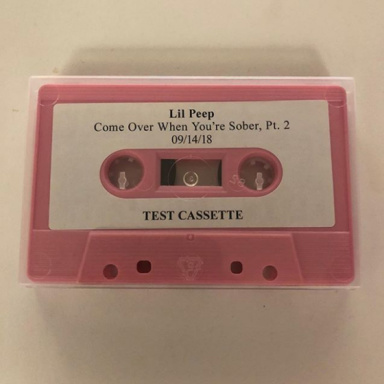 Lil Peep
Come Over When You're Sober, Pt. 2
09/14/18
TEST CASSETTE